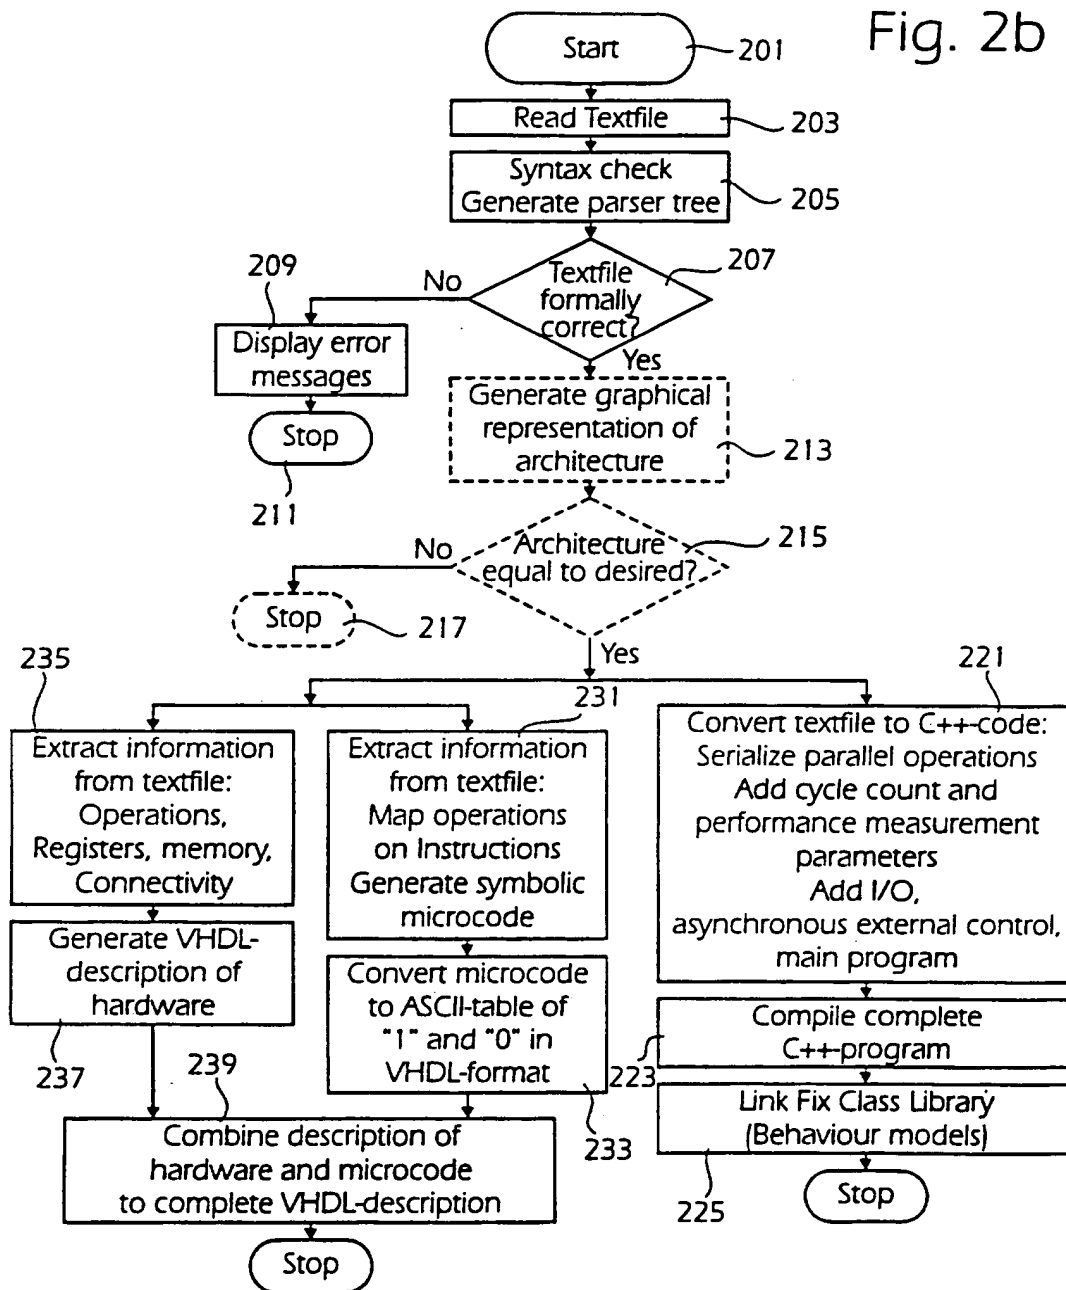 Fig. 2b
Start
201
Read Textfile
203
Syntax check
Generate parser tree
205
207
Textfile
formally
correct?
No
209
Display error
messages
Yes
Stop
211
Generate graphical
representation of
architecture
213
215
Architecture
equal to desired?
No
Stop
217
Yes
235
231
221
Extract information
from textfile:
Operations,
Registers, memory,
Connectivity
Extract information
from textfile:
Map operations
on Instructions
Generate symbolic
microcode
Convert textfile to C++-code:
Serialize parallel operations
Add cycle count and
performance measurement
parameters
Add I/O,
asynchronous external control,
main program
Generate VHDL-
description of
hardware
237
Convert microcode
to ASCII-table of
"1" and "0" in
VHDL-format
233
Compile complete
C++-program
223
Link Fix Class Library
(Behaviour models)
225
Stop
239
Combine description of
hardware and microcode
to complete VHDL-description
Stop